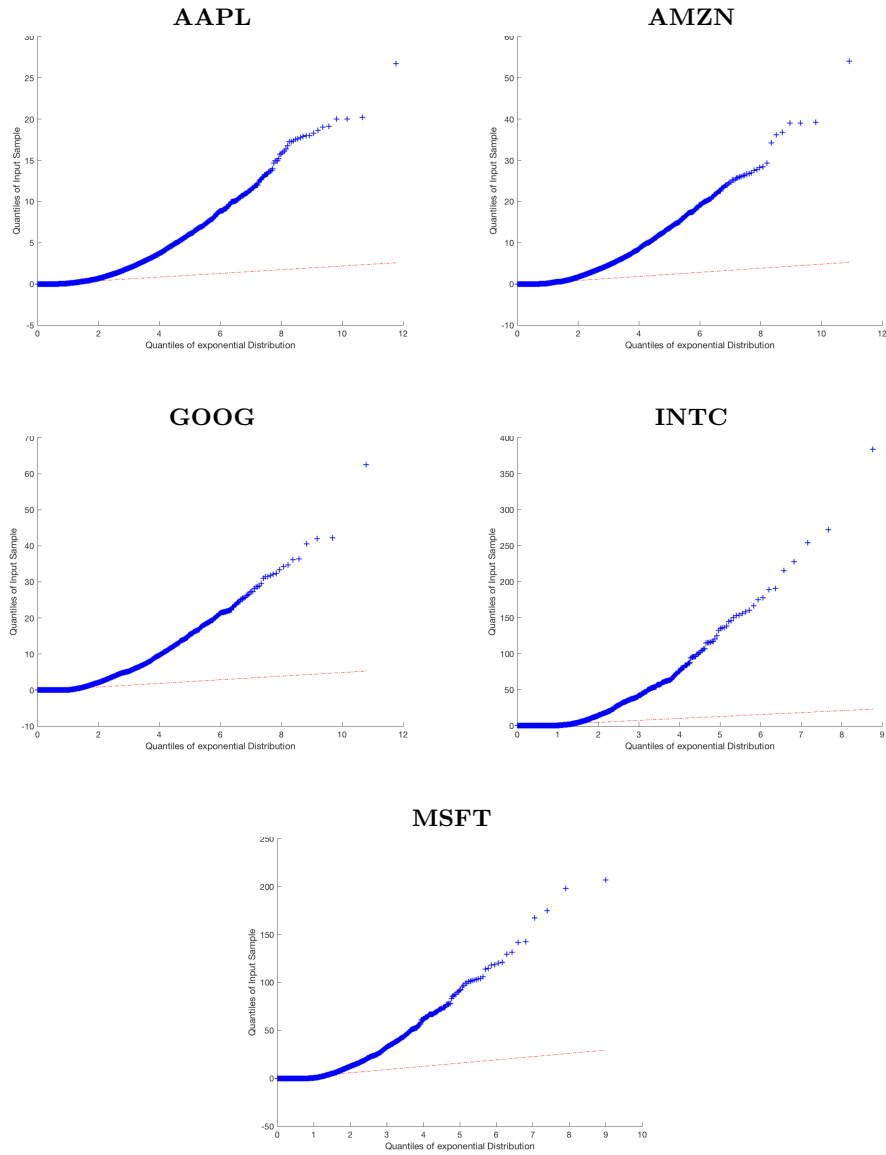 AAPL
30
25
20
15
10
5
0
-5
Quantiles of Input Sample
0 2 4 6 8 10 12
Quantiles of exponential Distribution
AMZN
60
50
40
30
20
10
0
-10
Quantiles of Input Sample
0 2 4 6 8 10 12
Quantiles of exponential Distribution
GOOG
70
60
50
40
30
20
10
0
-10
Quantiles of Input Sample
0 2 4 6 8 10 12
Quantiles of exponential Distribution
INTC
400
350
300
250
200
150
100
50
0
Quantiles of Input Sample
0 1 2 3 4 5 6 7 8 9
Quantiles of exponential Distribution
MSFT
250
200
150
100
50
0
-50
Quantiles of Input Sample
0 1 2 3 4 5 6 7 8 9 10
Quantiles of exponential Distribution